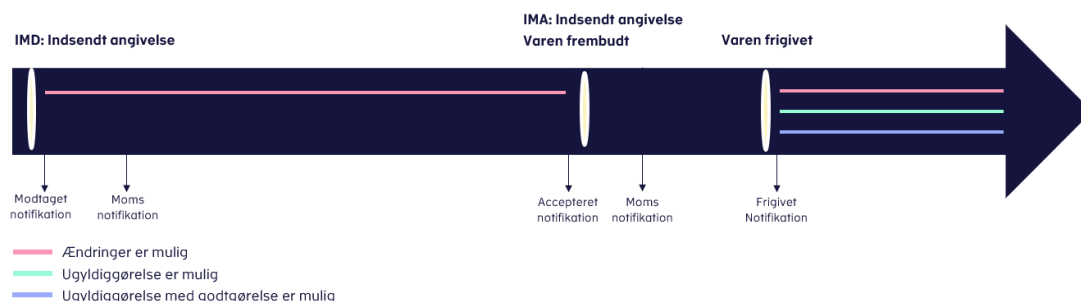 IMA: Indsendt angivelse
IMD: Indsendt angivelse
Varen frembudt
Varen frigivet
Modtaget
notifikation
Moms
notifikation
Accepteret
notifikation
Moms
notifikation
Frigivet
Notifikation
Ændringer er mulig
Ugyldiggørelse er mulig
Ugyldiggørelse med godtgørelse er mulig